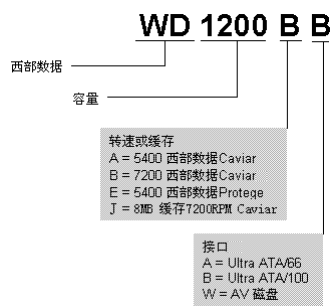 WD 1200 B B
西部数据
容量
转速或缓存
A = 5400 西部数据Caviar
B = 7200 西部数据Caviar
E = 5400 西部数据Protege
J = 8MB 缓存7200RPM Caviar
接口
A = Ultra ATA/66
B = Ultra ATA/100
W = AV 磁盘